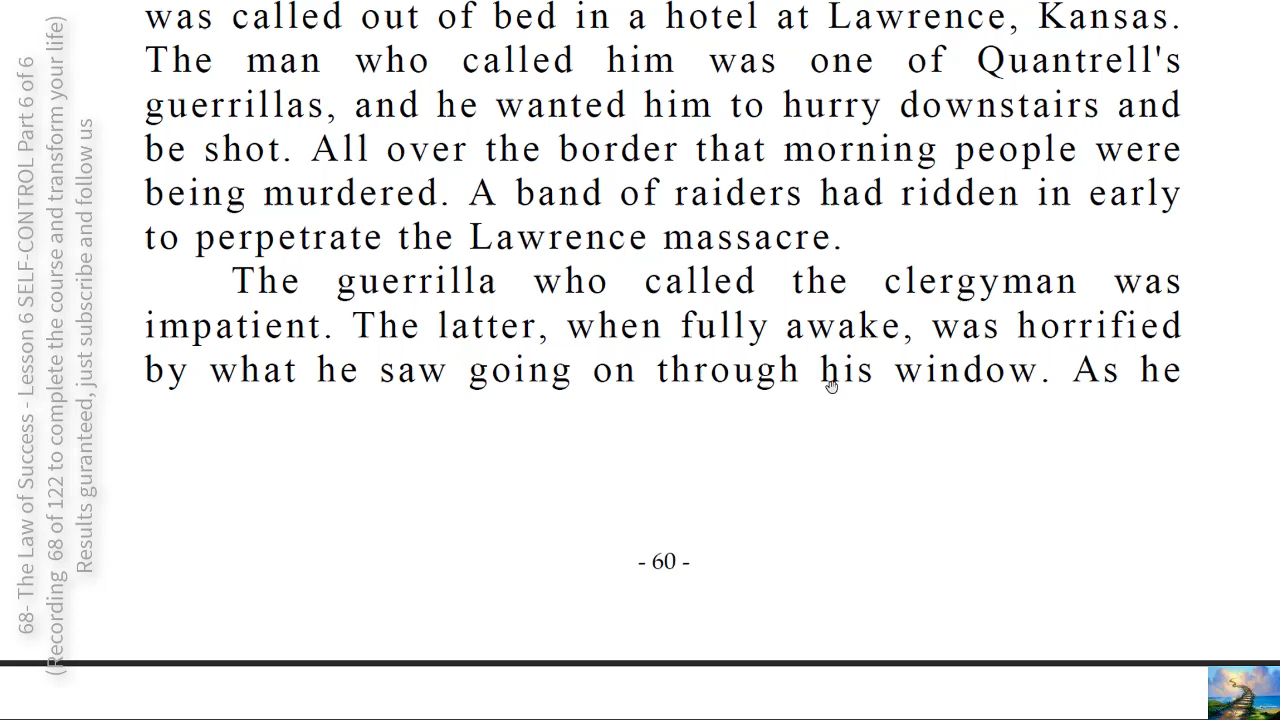 was called out of bed in a hotel at Lawrence, Kansas.
The man who called him was one of Quantrell's
guerrillas, and he wanted him to hurry downstairs and
be shot. All over the border that morning people were
being murdered. A band of raiders had ridden in early
to perpetrate the Lawrence massacre.
The guerrilla who called the clergyman was
impatient. The latter, when fully awake, was horrified
by what he saw going on through his window. As he
- 60 -
68- The Law of Success - Lesson 6 SELF-CONTROL Part 6 of 6
(Recording 68 of 122 to complete the course and transform your life)
Results guranteed, just subscribe and follow us